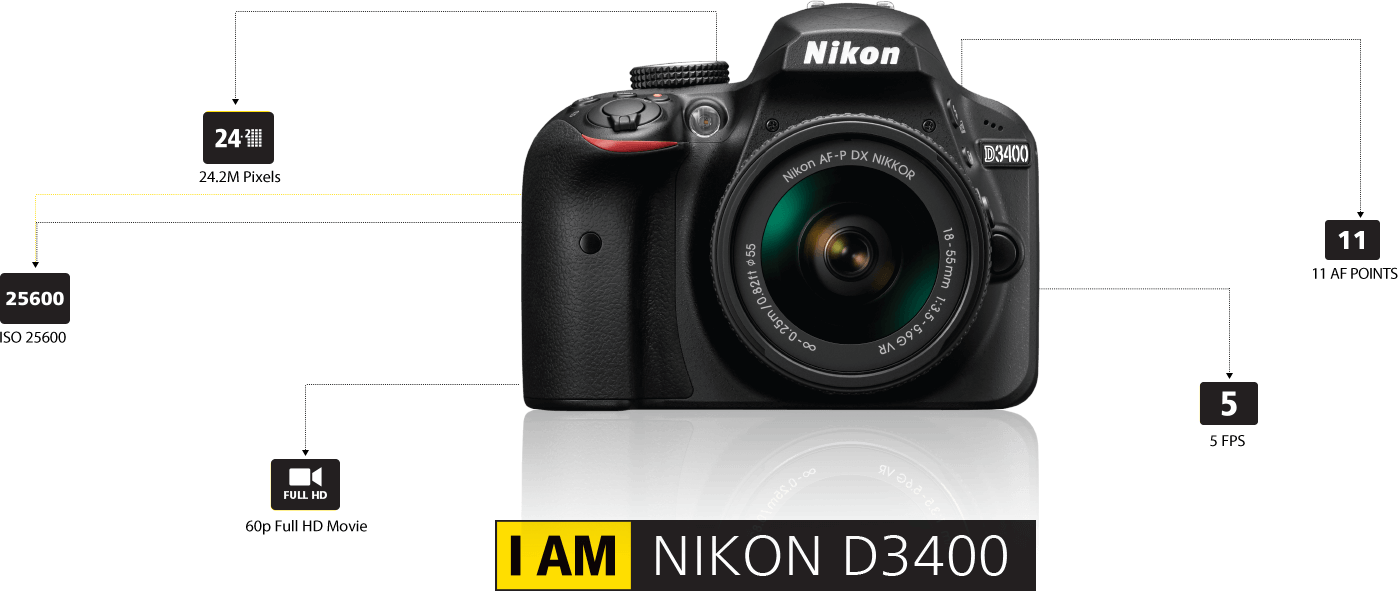 Nikon
24.2
24.2M Pixels
D3400
Nikon AF-P DX NIKKOR
18-55mm 1:3.5-5.6G VR
∞-0.25m/0.82ft ϕ55
11
11 AF POINTS
25600
ISO 25600
5
5 FPS
FULL HD
60p Full HD Movie
I AM NIKON D3400